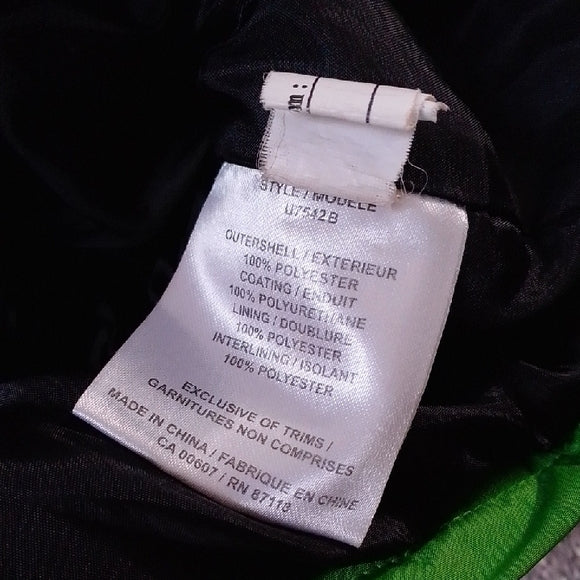 om:
STYLE / MODELE
U7542B
OUTERSHELL / EXTERIEUR
100% POLYESTER
COATING / ENDUIT
100% POLYURETHANE
LINING / DOUBLURE
100% POLYESTER
INTERLINING / ISOLANT
100% POLYESTER
EXCLUSIVE OF TRIMS /
GARNITURES NON COMPRISES
MADE IN CHINA / FABRIQUE EN CHINE
CA 00607 / RN 87118